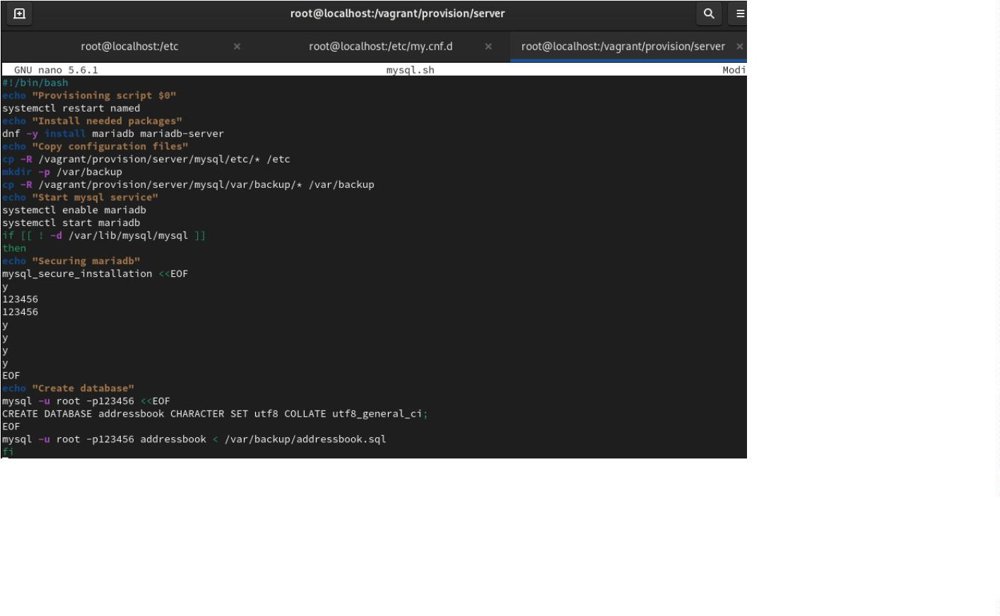 root@localhost:/vagrant/provision/server
root@localhost:/etc × root@localhost:/etc/my.cnf.d × root@localhost:/vagrant/provision/server ×
GNU nano 5.6.1 mysql.sh Modi
#!/bin/bash
echo "Provisioning script $0"
systemctl restart named
echo "Install needed packages"
dnf -y install mariadb mariadb-server
echo "Copy configuration files"
cp -R /vagrant/provision/server/mysql/etc/* /etc
mkdir -p /var/backup
cp -R /vagrant/provision/server/mysql/var/backup/* /var/backup
echo "Start mysql service"
systemctl enable mariadb
systemctl start mariadb
if [[ ! -d /var/lib/mysql/mysql ]]
then
echo "Securing mariadb"
mysql_secure_installation <<EOF
y
123456
123456
y
y
y
y
EOF
echo "Create database"
mysql -u root -p123456 <<EOF
CREATE DATABASE addressbook CHARACTER SET utf8 COLLATE utf8_general_ci;
EOF
mysql -u root -p123456 addressbook < /var/backup/addressbook.sql
fi